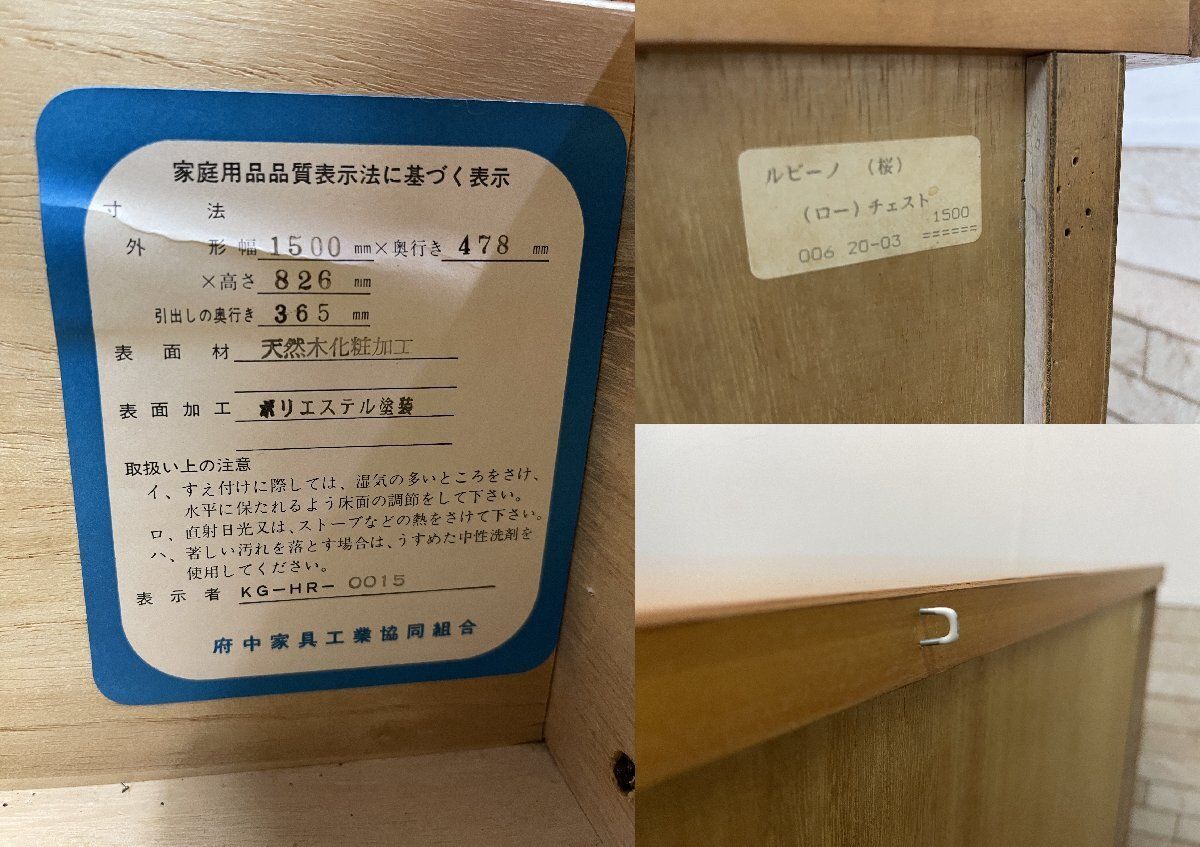 家庭用品品質表示法に基づく表示
寸法
外形 幅 1500 mm × 奥行き 478 mm
×高さ 826 mm
引出しの奥行き 365 mm
表面材 天然木化粧加工
表面加工 ポリエステル塗装
取扱い上の注意
イ、すえ付けに際しては、湿気の多いところをさけ、
水平に保たれるよう床面の調節をして下さい。
ロ、直射日光又は、ストーブなどの熱をさけて下さい。
ハ、著しい汚れを落とす場合は、うすめた中性洗剤を
使用してください。
表示者 KG-HR- 0015
府中家具工業協同組合
ルビーノ (桜)
(ロー)チェスト
1500
006 20-03 ======